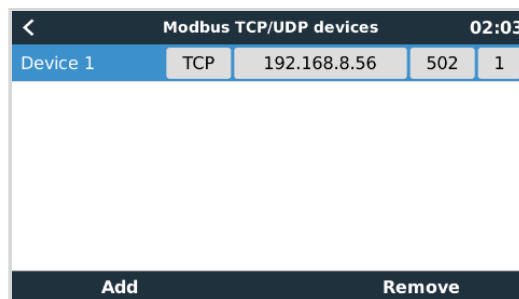 Modbus TCP/UDP devices 02:03
Device 1 TCP 192.168.8.56 502 1
Add Remove